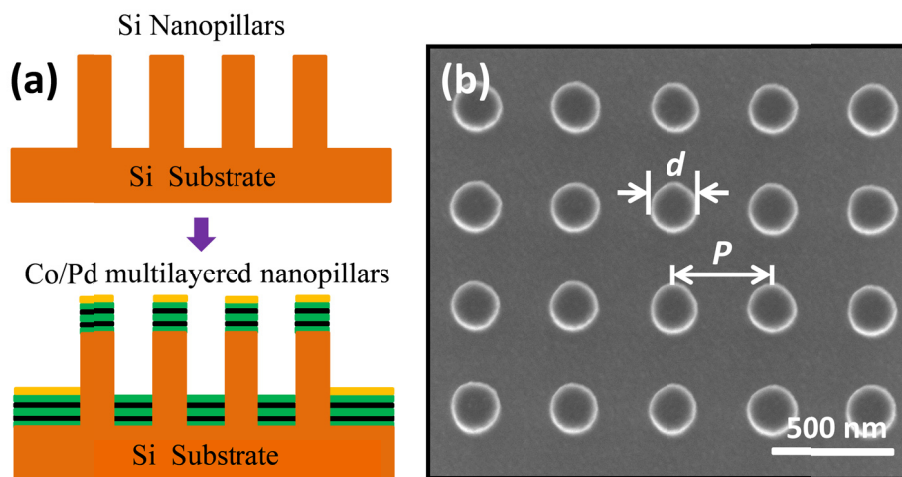 Si Nanopillars
(a)
Si Substrate
Co/Pd multilayered nanopillars
Si Substrate
(b)
d
P
500 nm